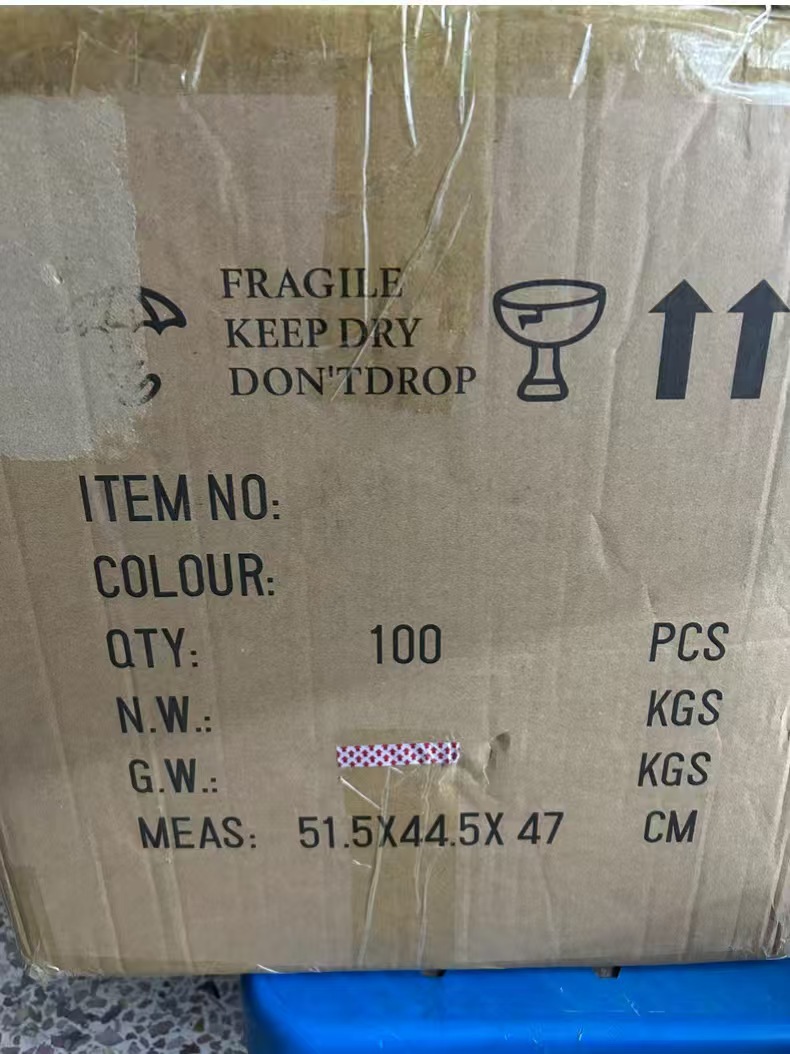 FRAGILE
KEEP DRY
DON'TDROP
ITEM NO:
COLOUR:
QTY: 100 PCS
N.W.: KGS
G.W.: KGS
MEAS: 51.5X44.5X 47 CM